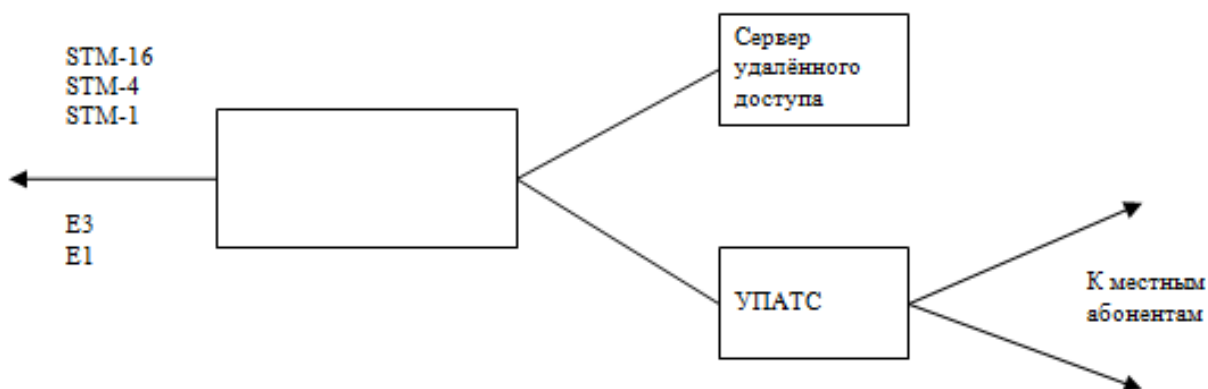 STM-16
STM-4
STM-1
E3
E1
Сервер
удалённого
доступа
УПАТС
К местным
абонентам